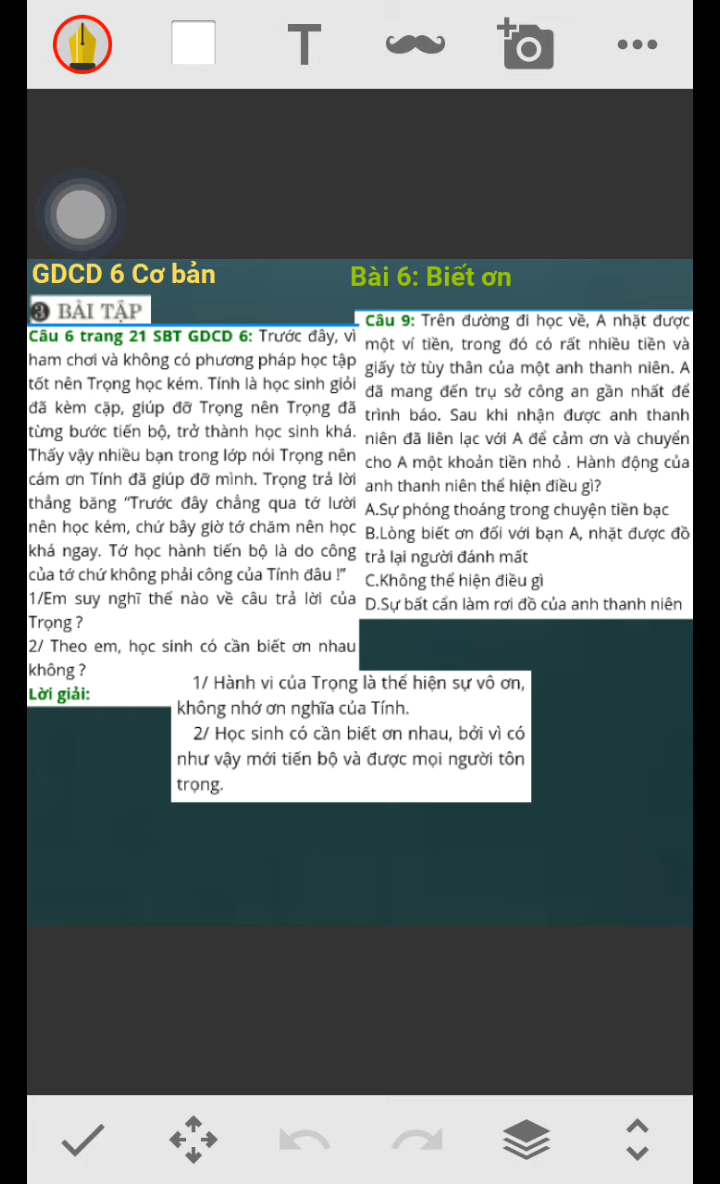 T
GDCD 6 Cơ bản
Bài 6: Biết ơn
3 BÀI TẬP
Câu 6 trang 21 SBT GDCD 6: Trước đây, vì
ham chơi và không có phương pháp học tập
tốt nên Trọng học kém. Tính là học sinh giỏi
đã kèm cặp, giúp đỡ Trọng nên Trọng đã
từng bước tiến bộ, trở thành học sinh khá.
Thấy vậy nhiều bạn trong lớp nói Trọng nên
cám ơn Tính đã giúp đỡ mình. Trọng trả lời
thẳng băng "Trước đây chẳng qua tớ lười
nên học kém, chứ bây giờ tớ chăm nên học
khá ngay. Tớ học hành tiến bộ là do công
của tớ chứ không phải công của Tính đâu !"
1/Em suy nghĩ thế nào về câu trả lời của
Trọng ?
2/ Theo em, học sinh có cần biết ơn nhau
không ?
Lời giải:
1/ Hành vi của Trọng là thể hiện sự vô ơn,
không nhớ ơn nghĩa của Tính.
2/ Học sinh có cần biết ơn nhau, bởi vì có
như vậy mới tiến bộ và được mọi người tôn
trọng.
Câu 9: Trên đường đi học về, A nhặt được
một ví tiền, trong đó có rất nhiều tiền và
giấy tờ tùy thân của một anh thanh niên. A
đã mang đến trụ sở công an gần nhất để
trình báo. Sau khi nhận được anh thanh
niên đã liên lạc với A để cảm ơn và chuyển
cho A một khoản tiền nhỏ . Hành động của
anh thanh niên thể hiện điều gì?
A.Sự phóng thoáng trong chuyện tiền bạc
B.Lòng biết ơn đối với bạn A, nhặt được đồ
trả lại người đánh mất
C.Không thể hiện điều gì
D.Sự bất cẩn làm rơi đồ của anh thanh niên